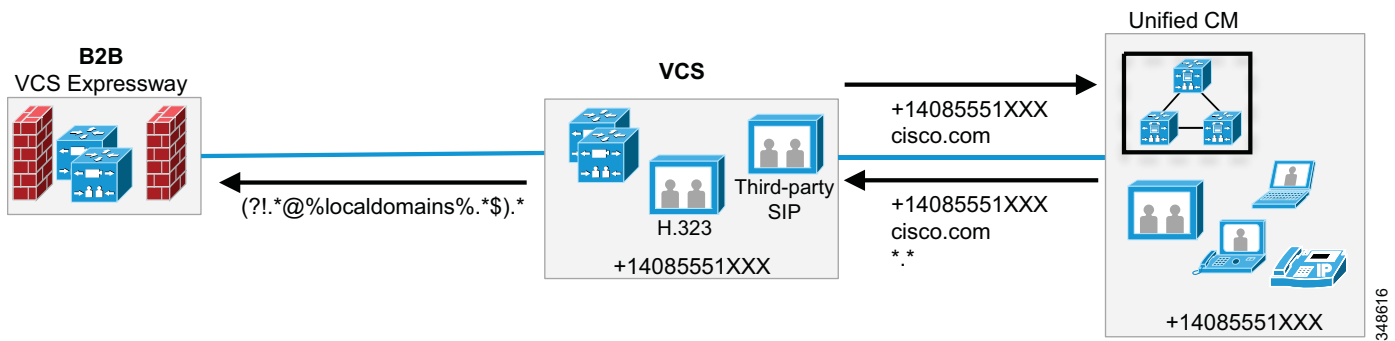 B2B
VCS Expressway
(?!.*@%localdomains%.*$).*
VCS
H.323
Third-party
SIP
+14085551XXX
+14085551XXX
cisco.com
+14085551XXX
cisco.com
*.*
Unified CM
IP
+14085551XXX
348616